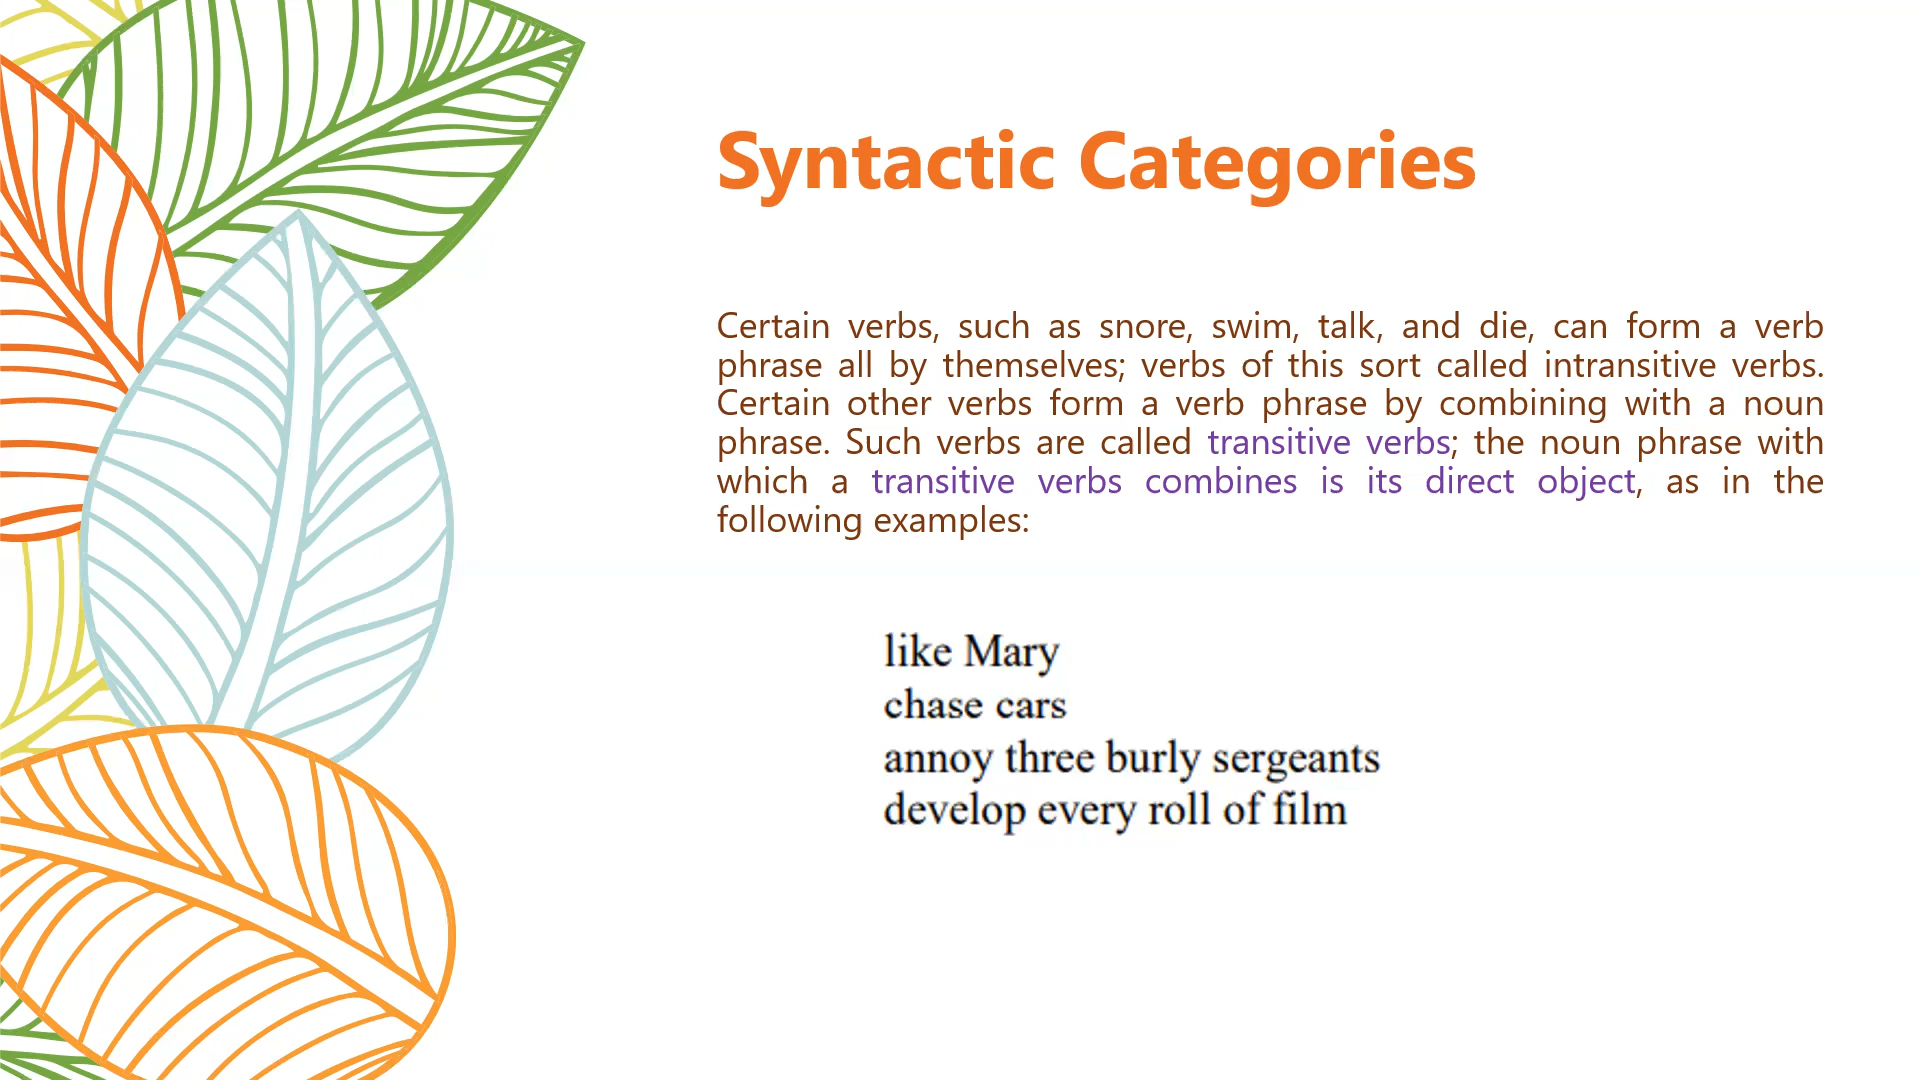 Syntactic Categories
Certain verbs, such as snore, swim, talk, and die, can form a verb
phrase all by themselves; verbs of this sort called intransitive verbs.
Certain other verbs form a verb phrase by combining with a noun
phrase. Such verbs are called transitive verbs; the noun phrase with
which a transitive verbs combines is its direct object, as in the
following examples:
like Mary
chase cars
annoy three burly sergeants
develop every roll of film